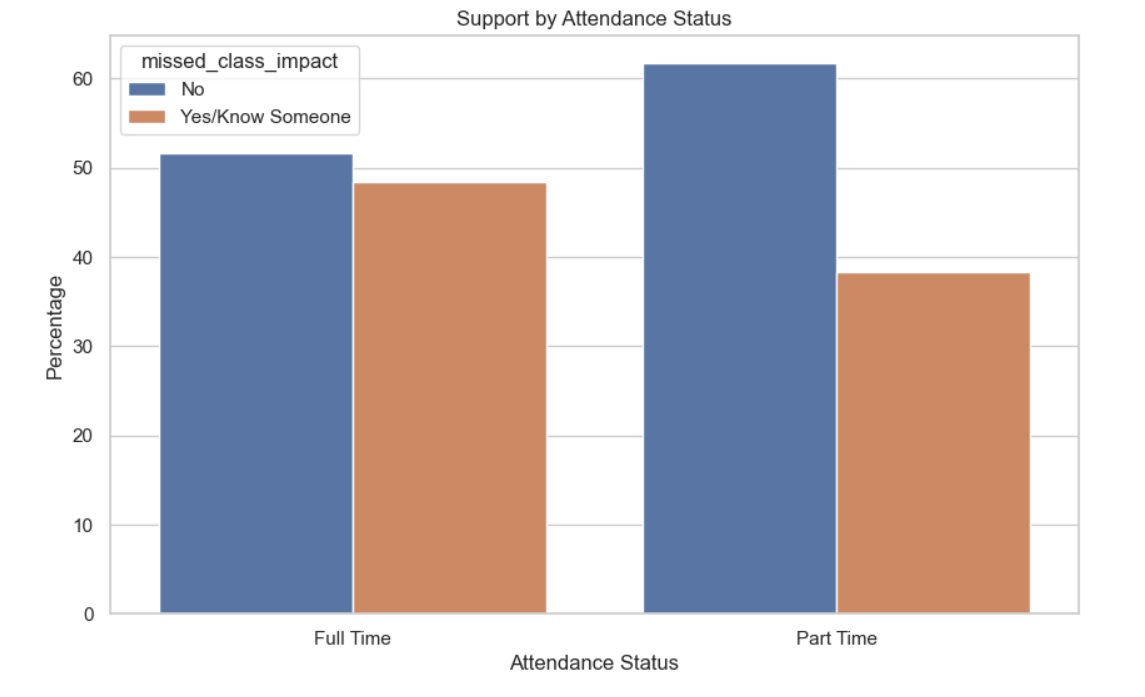 Support by Attendance Status
missed_class_impact
No
Yes/Know Someone
60
50
40
30
20
10
0
Percentage
Full Time
Part Time
Attendance Status